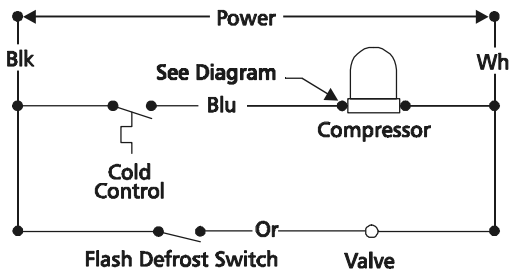 Power
Blk
Wh
See Diagram
Blu
Compressor
Cold
Control
Or
Flash Defrost Switch
Valve